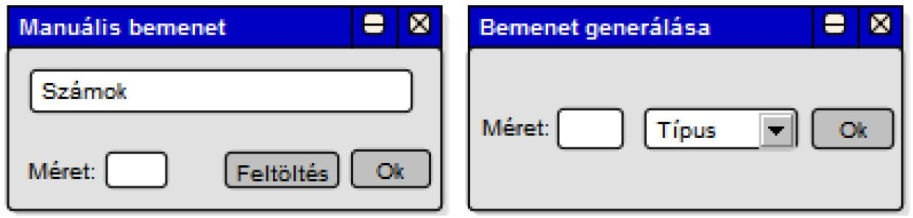 Manuális bemenet
Számok
Méret:
Feltöltés
Ok
Bemenet generálása
Méret:
Típus
Ok